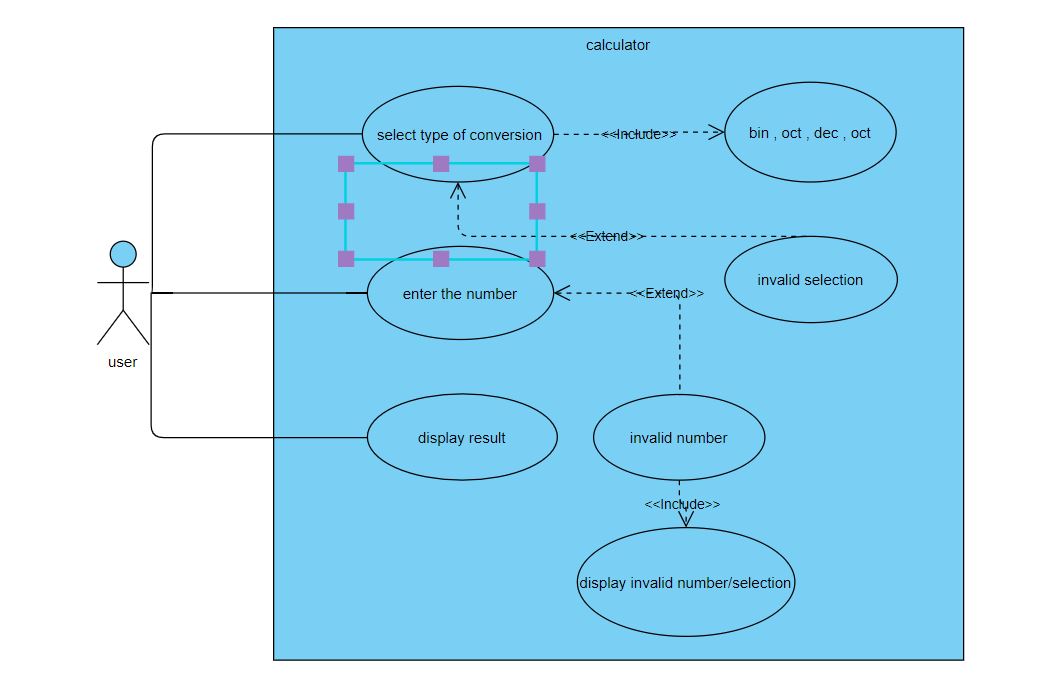 calculator
select type of conversion
<<Include>>
bin , oct , dec , oct
<<Extend>>
invalid selection
enter the number
<<Extend>>
user
display result
invalid number
<<Include>>
display invalid number/selection